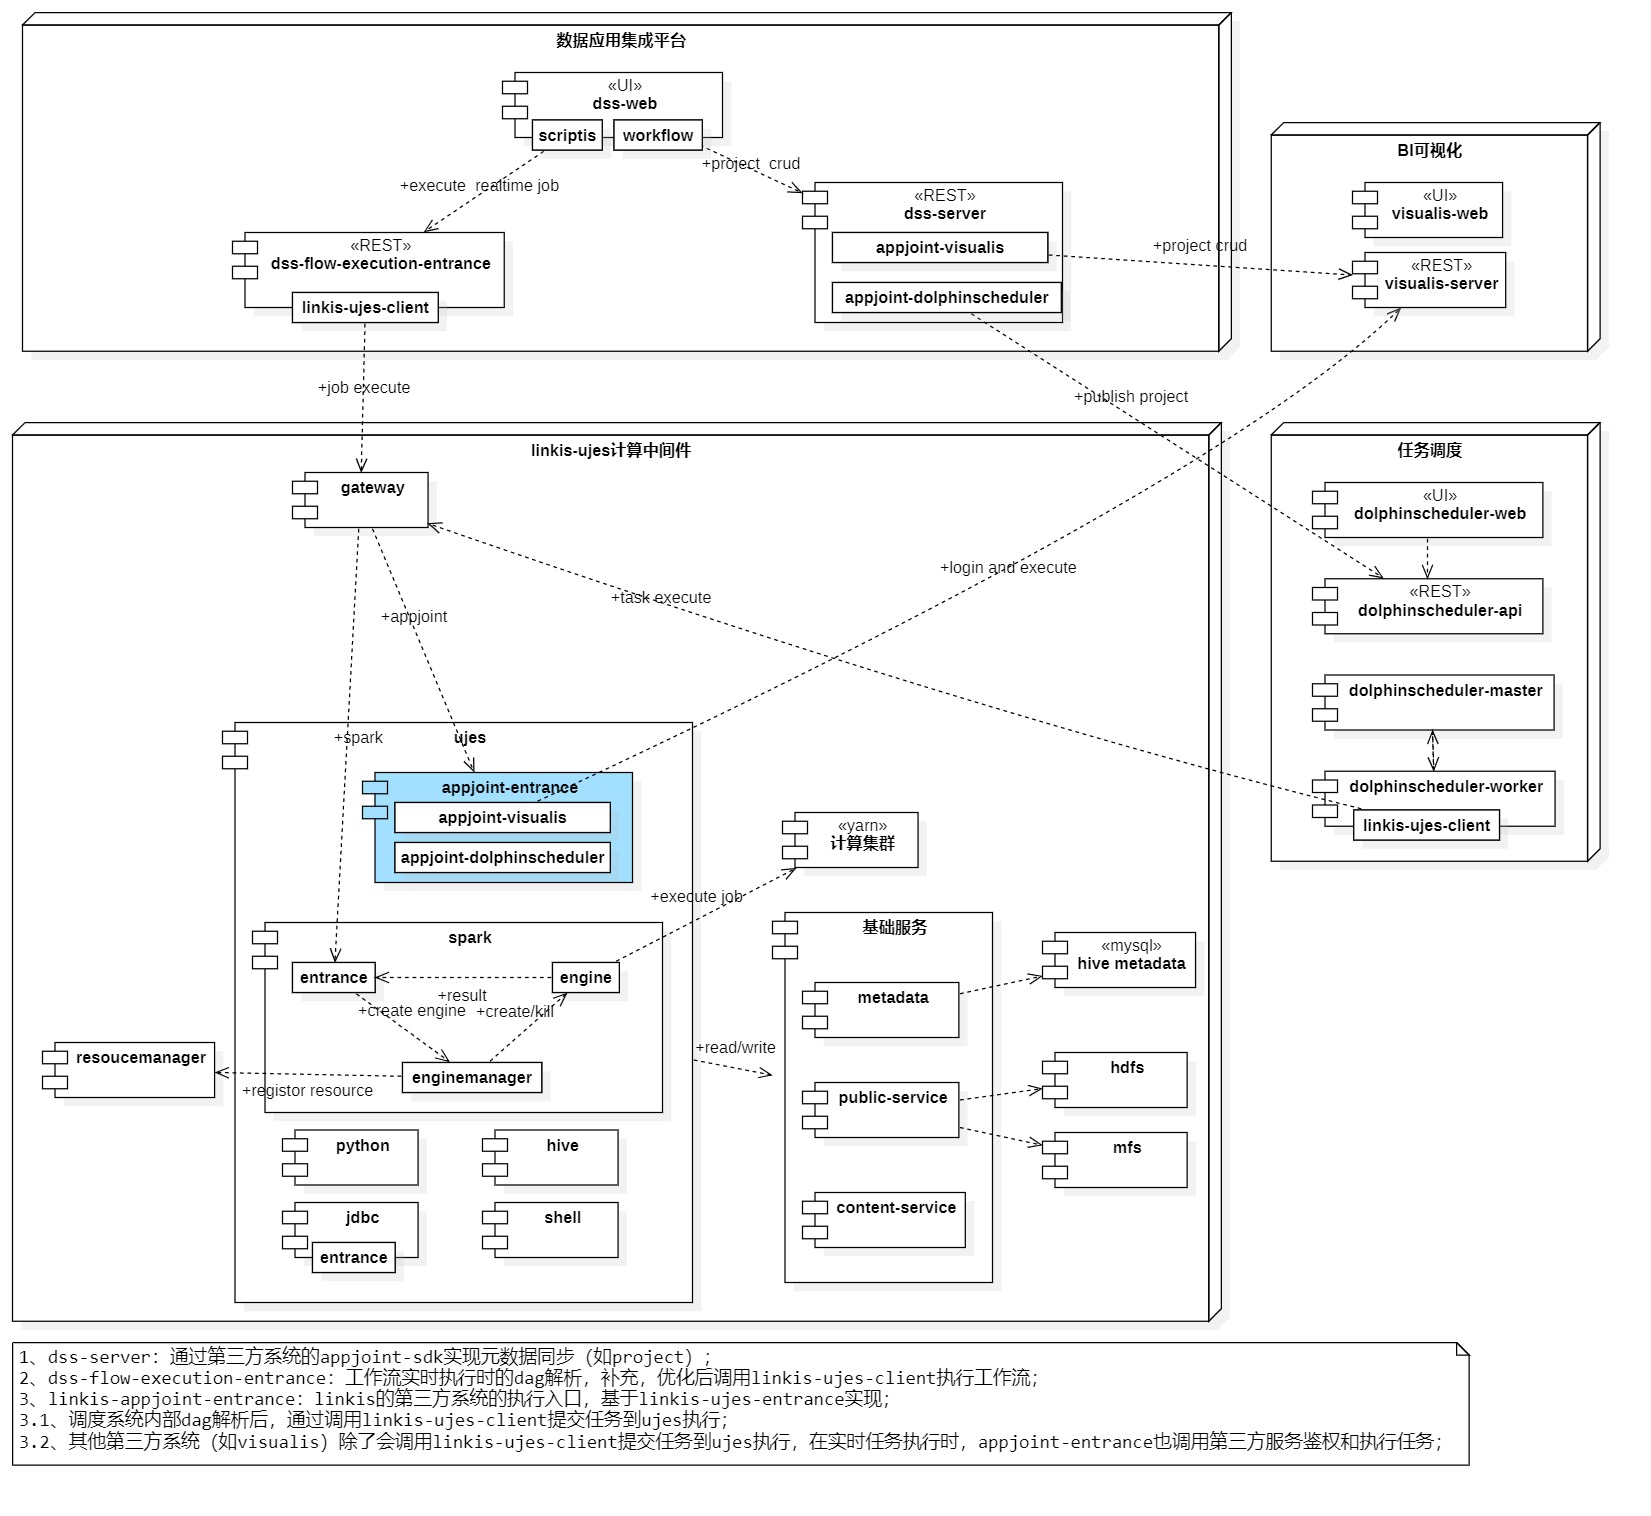 数据应用集成平台
«UI»
dss-web
scriptis
workflow
+project  crud
+execute  realtime job
«REST»
dss-server
appjoint-visualis
appjoint-dolphinscheduler
«REST»
dss-flow-execution-entrance
linkis-ujes-client
BI可视化
«UI»
visualis-web
+project crud
«REST»
visualis-server
+job execute
+publish project
linkis-ujes计算中间件
gateway
+login and execute
+task execute
+appjoint
任务调度
«UI»
dolphinscheduler-web
«REST»
dolphinscheduler-api
dolphinscheduler-master
dolphinscheduler-worker
linkis-ujes-client
+spark
ujes
appjoint-entrance
appjoint-visualis
appjoint-dolphinscheduler
«yarn»
计算集群
+execute job
spark
entrance
engine
+result
+create engine
+create/kill
enginemanager
resoucemanager
+registor resource
+read/write
python
hive
jdbc
entrance
shell
基础服务
metadata
public-service
content-service
«mysql»
hive metadata
hdfs
mfs
1、dss-server：通过第三方系统的appjoint-sdk实现元数据同步（如project）；
2、dss-flow-execution-entrance：工作流实时执行时的dag解析，补充，优化后调用linkis-ujes-client执行工作流；
3、linkis-appjoint-entrance：linkis的第三方系统的执行入口，基于linkis-ujes-entrance实现；
3.1、调度系统内部dag解析后，通过调用linkis-ujes-client提交任务到ujes执行；
3.2、其他第三方系统（如visualis）除了会调用linkis-ujes-client提交任务到ujes执行，在实时任务执行时，appjoint-entrance也调用第三方服务鉴权和执行任务；